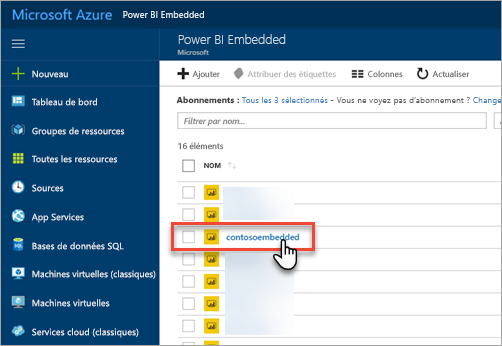 Microsoft Azure Power BI Embedded
Power BI Embedded
Microsoft
Nouveau
Tableau de bord
Groupes de ressources
Toutes les ressources
Sources
App Services
Bases de données SQL
Machines virtuelles (classiques)
Machines virtuelles
Services cloud (classiques)
Ajouter Attribuer des étiquettes Colonnes Actualiser
Abonnements : Tous les 3 sélectionnés - Vous ne voyez pas d'abonnement ? Change
Filtrer par nom...
16 éléments
NOM
contosoembedded